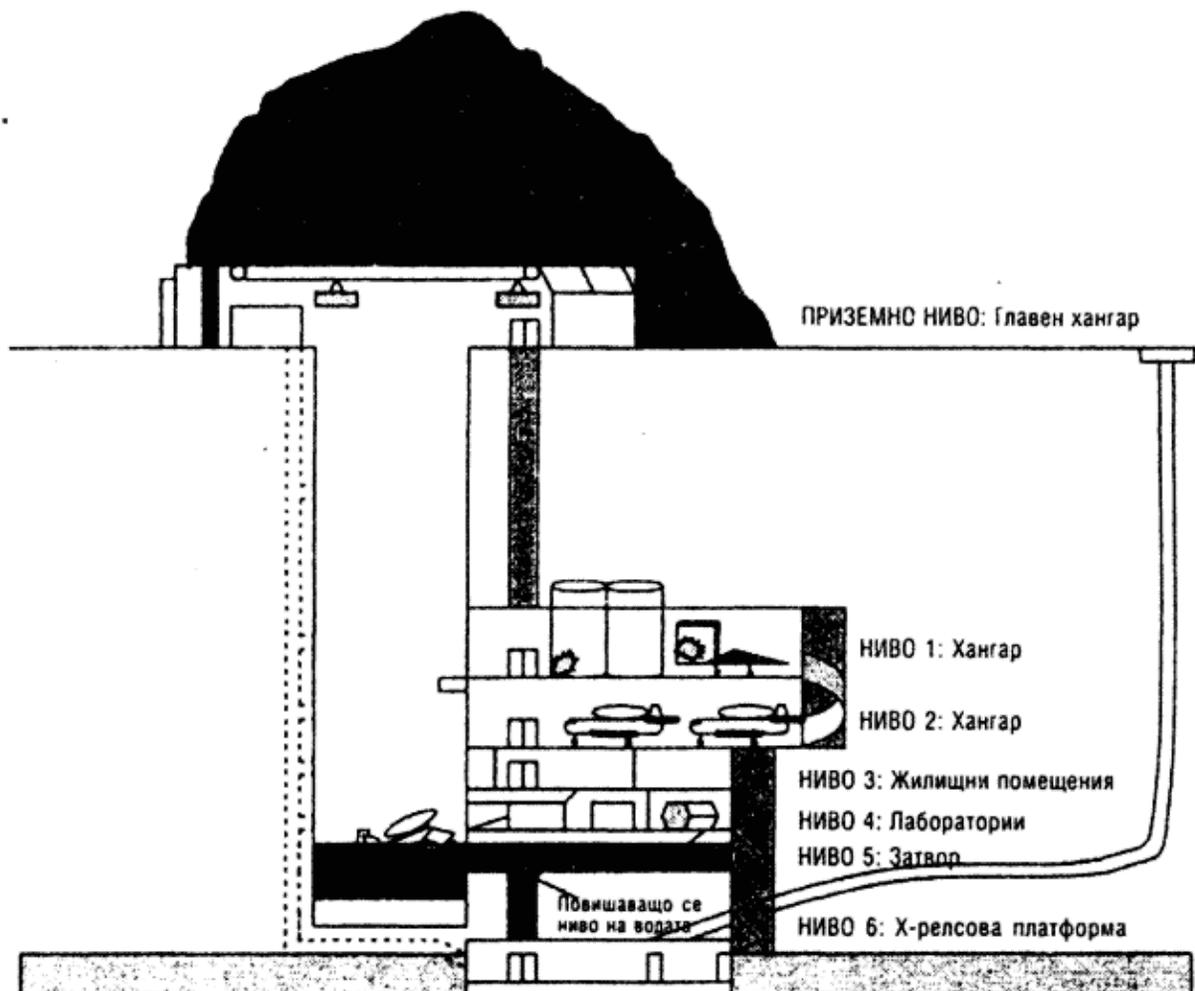 ПРИЗЕМНО НИВО: Главен хангар
НИВО 1: Хангар
НИВО 2: Хангар
НИВО 3: Жилищни помещения
НИВО 4: Лаборатории
НИВО 5: Затвор
Повишаващо се
ниво на водата
НИВО 6: Х-релсова платформа